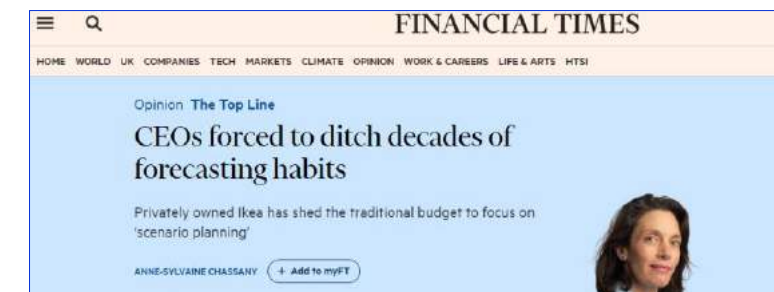 FINANCIAL TIMES
HOME WORLD UK COMPANIES TECH MARKETS CLIMATE OPINION WORK & CAREERS LIFE & ARTS HTSI
Opinion The Top Line
CEOs forced to ditch decades of
forecasting habits
Privately owned Ikea has shed the traditional budget to focus on
'scenario planning'
ANNE-SYLVAINE CHASSANY + Add to myFT